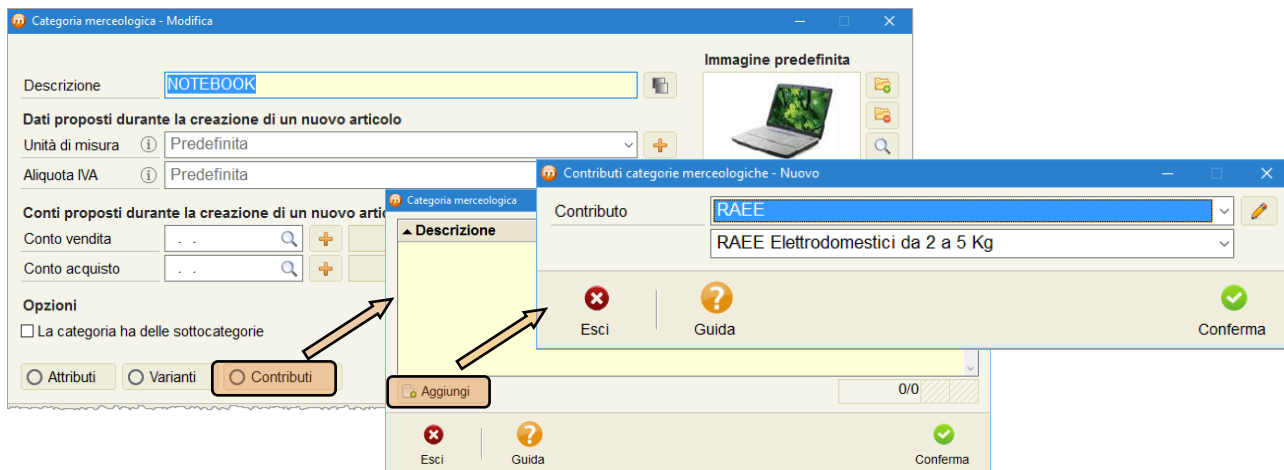 Categoria merceologica - Modifica
Immagine predefinita
Descrizione NOTEBOOK
Dati proposti durante la creazione di un nuovo articolo
Unità di misura Predefinita
Aliquota IVA Predefinita
Conti proposti durante la creazione di un nuovo
Conto vendita . .
Conto acquisto . .
Opzioni
La categoria ha delle sottocategorie
Attributi Varianti Contributi
Categoria merceologica
Descrizione
Aggiungi
0/0
Esci Guida Conferma
Contributi categorie merceologiche - Nuovo
Contributo RAEE
RAEE Elettrodomestici da 2 a 5 Kg
Esci Guida Conferma